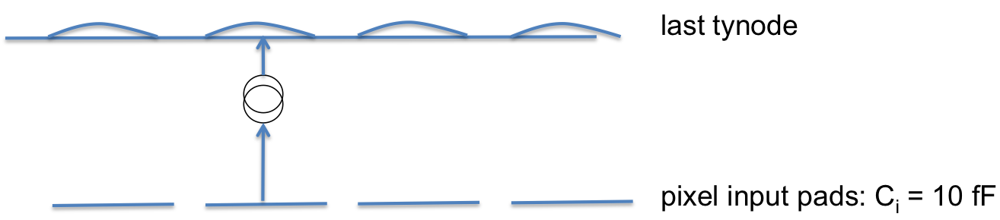 last tynode
pixel input pads: Cᵢ = 10 fF